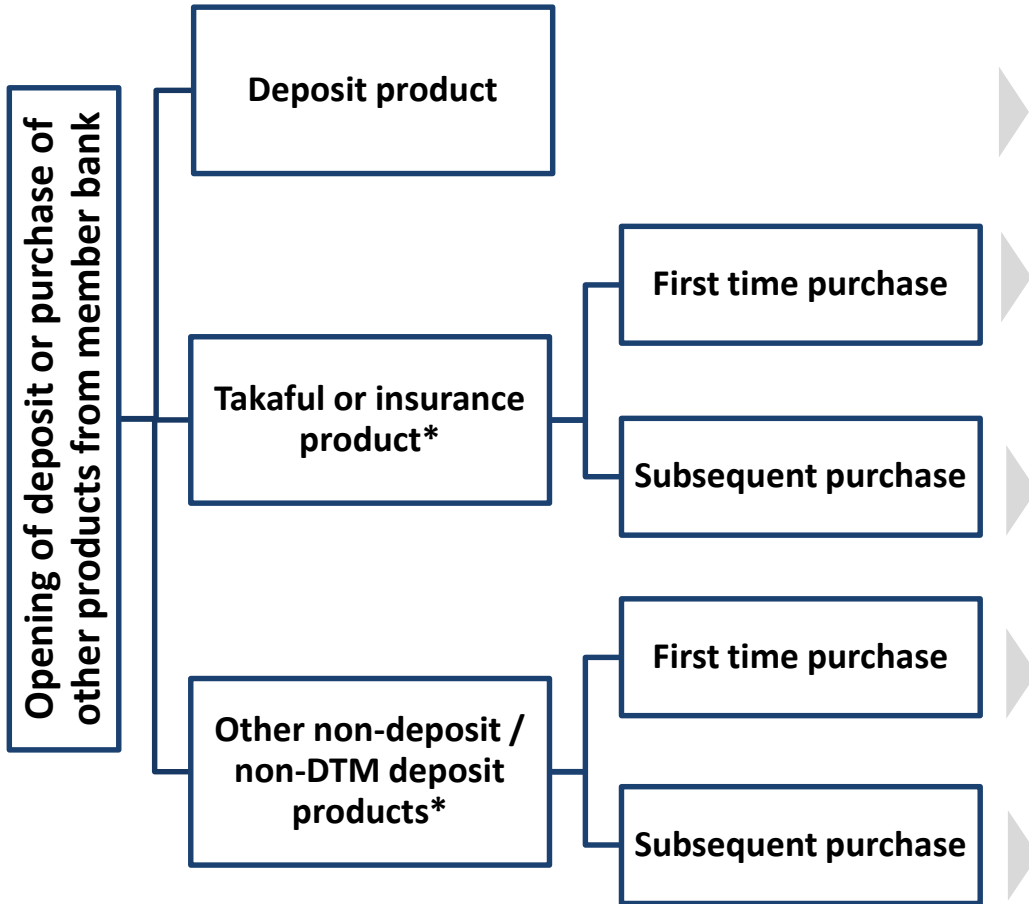 Opening of deposit or purchase of
other products from member bank
Deposit product
Takaful or insurance
product*
First time purchase
Subsequent purchase
Other non-deposit /
non-DTM deposit
products*
First time purchase
Subsequent purchase